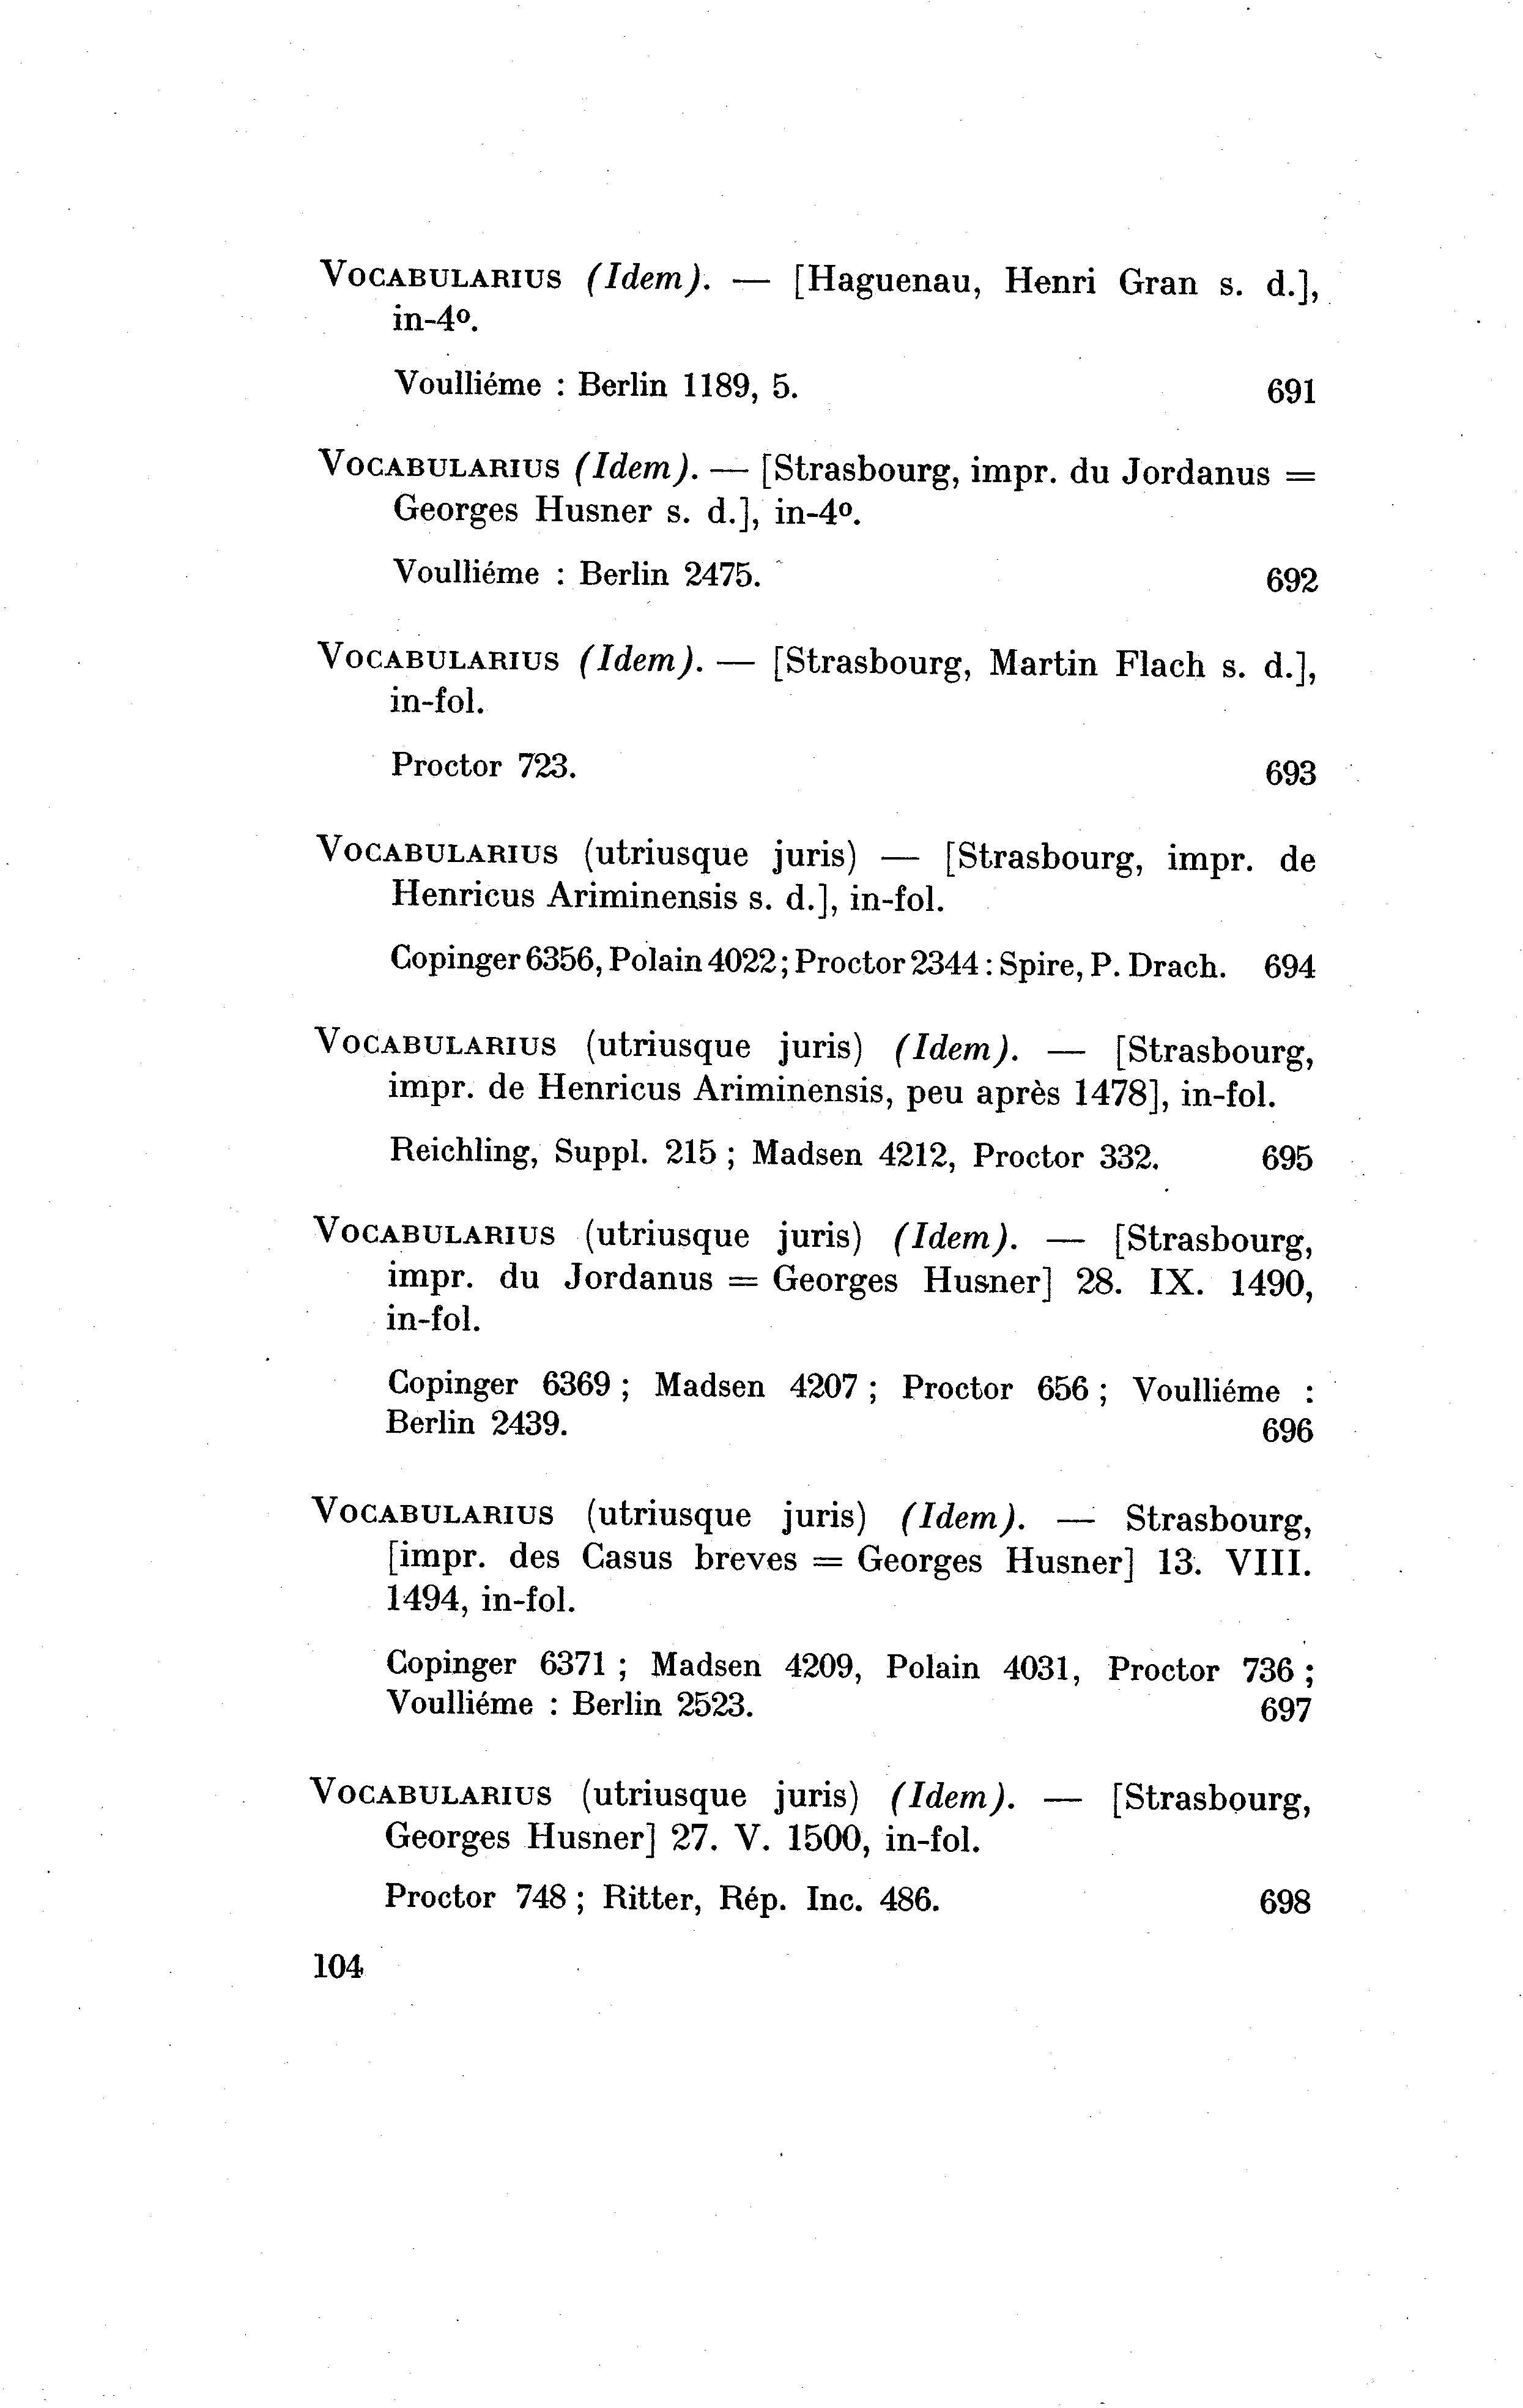 VOCABULARIUS (Idem). — [Haguenau, Henri Gran s. d.],
in-4º.
Voulliéme : Berlin 1189, 5. 691
VOCABULARIUS (Idem). — [Strasbourg, impr. du Jordanus =
Georges Husner s. d.], in-4º.
Voulliéme : Berlin 2475. 692
VOCABULARIUS (Idem). — [Strasbourg, Martin Flach s. d.],
in-fol.
Proctor 723. 693
VOCABULARIUS (utriusque juris) — [Strasbourg, impr. de
Henricus Ariminensis s. d.], in-fol.
Copinger 6356, Polain 4022; Proctor 2344 : Spire, P. Drach. 694
VOCABULARIUS (utriusque juris) (Idem). — [Strasbourg,
impr. de Henricus Ariminensis, peu après 1478], in-fol.
Reichling, Suppl. 215 ; Madsen 4212, Proctor 332. 695
VOCABULARIUS (utriusque juris) (Idem). — [Strasbourg,
impr. du Jordanus = Georges Husner] 28. IX. 1490,
in-fol.
Copinger 6369 ; Madsen 4207 ; Proctor 656 ; Voulliéme :
Berlin 2439. 696
VOCABULARIUS (utriusque juris) (Idem). — Strasbourg,
[impr. des Casus breves = Georges Husner] 13. VIII.
1494, in-fol.
Copinger 6371 ; Madsen 4209, Polain 4031, Proctor 736 ;
Voulliéme : Berlin 2523. 697
VOCABULARIUS (utriusque juris) (Idem). — [Strasbourg,
Georges Husner] 27. V. 1500, in-fol.
Proctor 748 ; Ritter, Rép. Inc. 486. 698
104